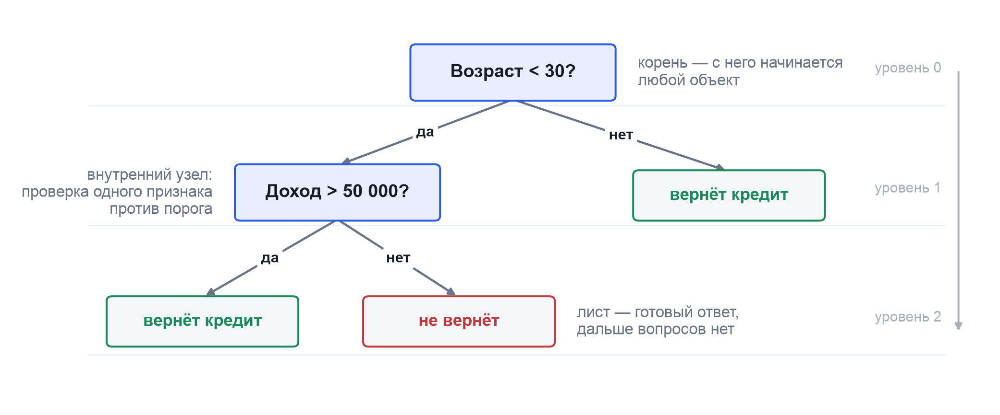 Возраст < 30?
корень — с него начинается
любой объект
уровень 0
да
нет
внутренний узел:
проверка одного признака
против порога
Доход > 50 000?
вернёт кредит
уровень 1
да
нет
вернёт кредит
не вернёт
лист — готовый ответ,
дальше вопросов нет
уровень 2